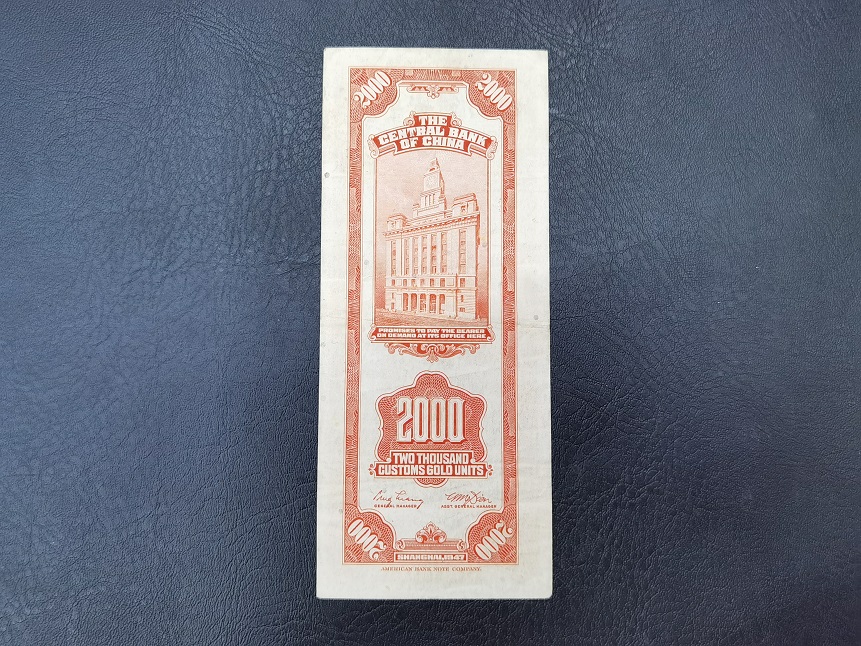 2000 2000
THE
CENTRAL BANK
OF CHINA
PROMISES TO PAY THE BEARER
ON DEMAND AT ITS OFFICE HERE
2000
TWO THOUSAND
CUSTOMS GOLD UNITS
GENERAL MANAGER ASS'T GENERAL MANAGER
2000 2000
SHANGHAI, 1947
AMERICAN BANK NOTE COMPANY.